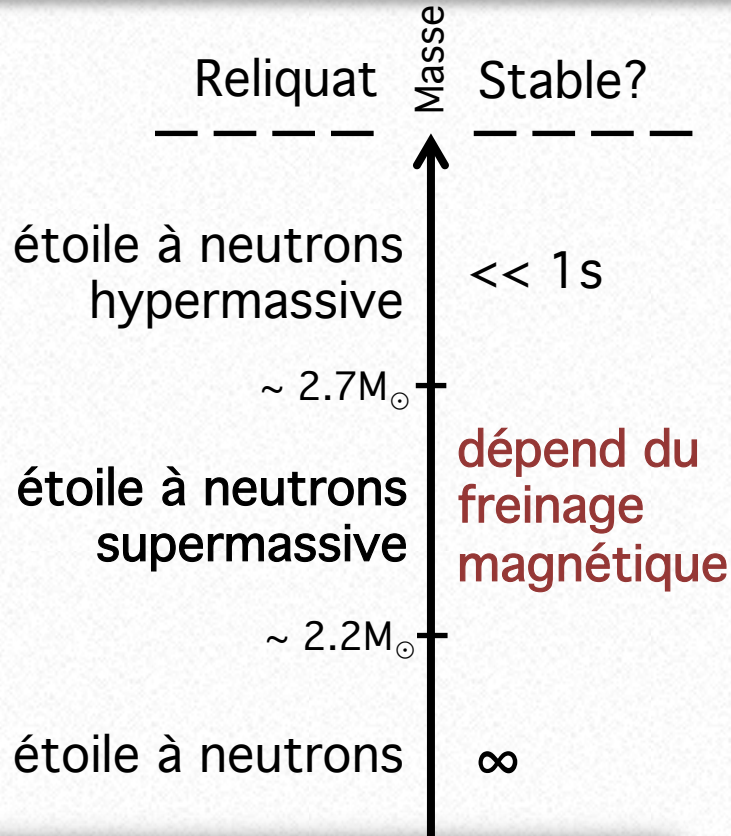 Reliquat
Masse
Stable?
étoile à neutrons
hypermassive
<< 1s
~ 2.7M☉
étoile à neutrons
supermassive
dépend du
freinage
magnétique
~ 2.2M☉
étoile à neutrons
∞